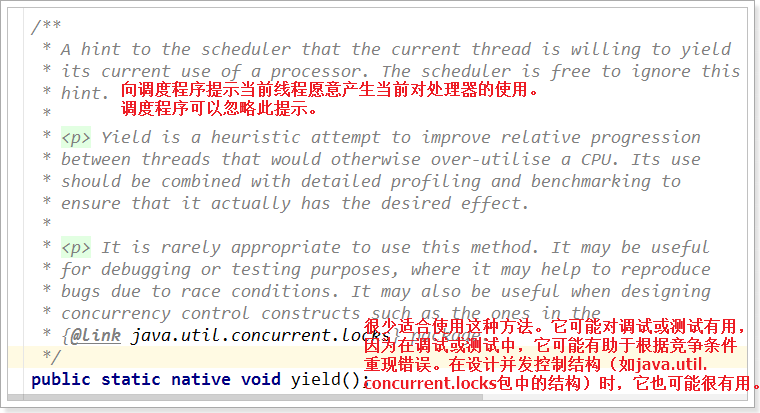 /**
* A hint to the scheduler that the current thread is willing to yield
* its current use of a processor. The scheduler is free to ignore this
* hint. 向调度程序提示当前线程愿意产生当前对处理器的使用。
* 调度程序可以忽略此提示。
* <p> Yield is a heuristic attempt to improve relative progression
* between threads that would otherwise over-utilise a CPU. Its use
* should be combined with detailed profiling and benchmarking to
* ensure that it actually has the desired effect.
*
* <p> It is rarely appropriate to use this method. It may be useful
* for debugging or testing purposes, where it may help to reproduce
* bugs due to race conditions. It may also be useful when designing
* concurrency control constructs such as the ones in the
* {@link java.util.concurrent.locks}
*/
public static native void yield();
很少适合使用这种方法。它可能对调试或测试有用，
因为在调试或测试中，它可能有助于根据竞争条件
重现错误。在设计并发控制结构（如java.util.
concurrent.locks包中的结构）时，它也可能很有用。